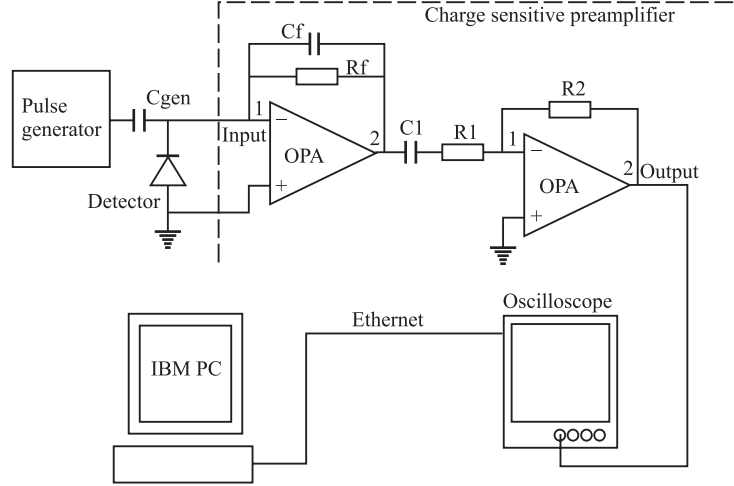 Charge sensitive preamplifier
Cf
Rf
Pulse
generator
Cgen
1
Input
−
OPA
+
2
Detector
C1
R1
R2
1
−
OPA
+
2
Output
Oscilloscope
Ethernet
IBM PC